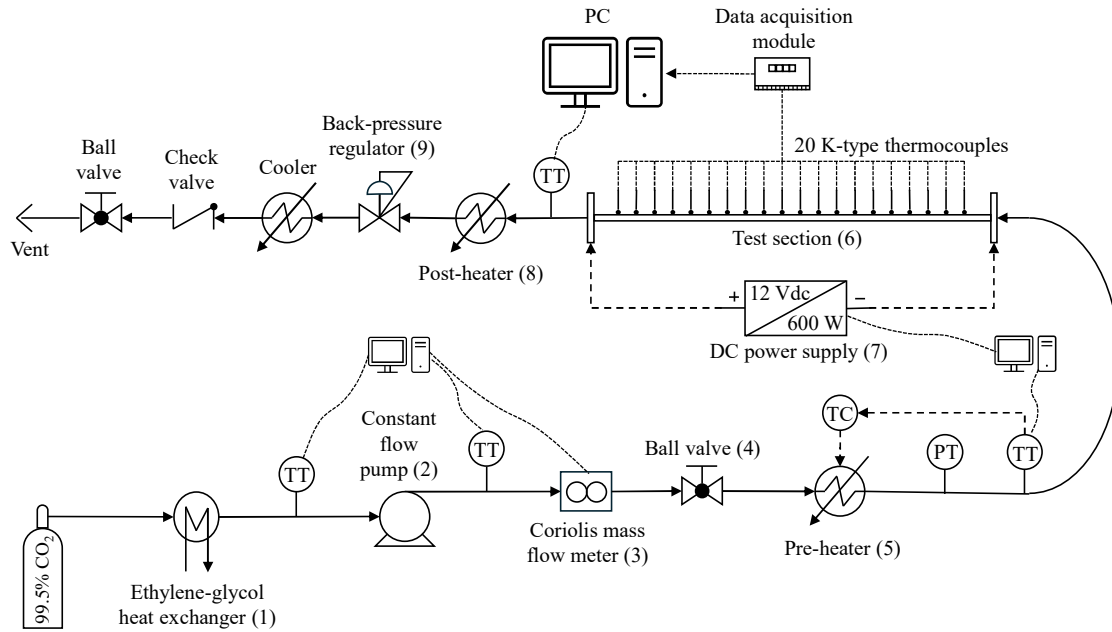 PC
Data acquisition
module
Back-pressure
regulator (9)
20 K-type thermocouples
Ball
valve
Check
valve
Cooler
TT
Vent
Post-heater (8)
Test section (6)
+
12 Vdc
600 W
–
DC power supply (7)
Constant
flow
pump (2)
TC
Ball valve (4)
TT
TT
PT
TT
99.5% CO2
Coriolis mass
flow meter (3)
Pre-heater (5)
Ethylene-glycol
heat exchanger (1)